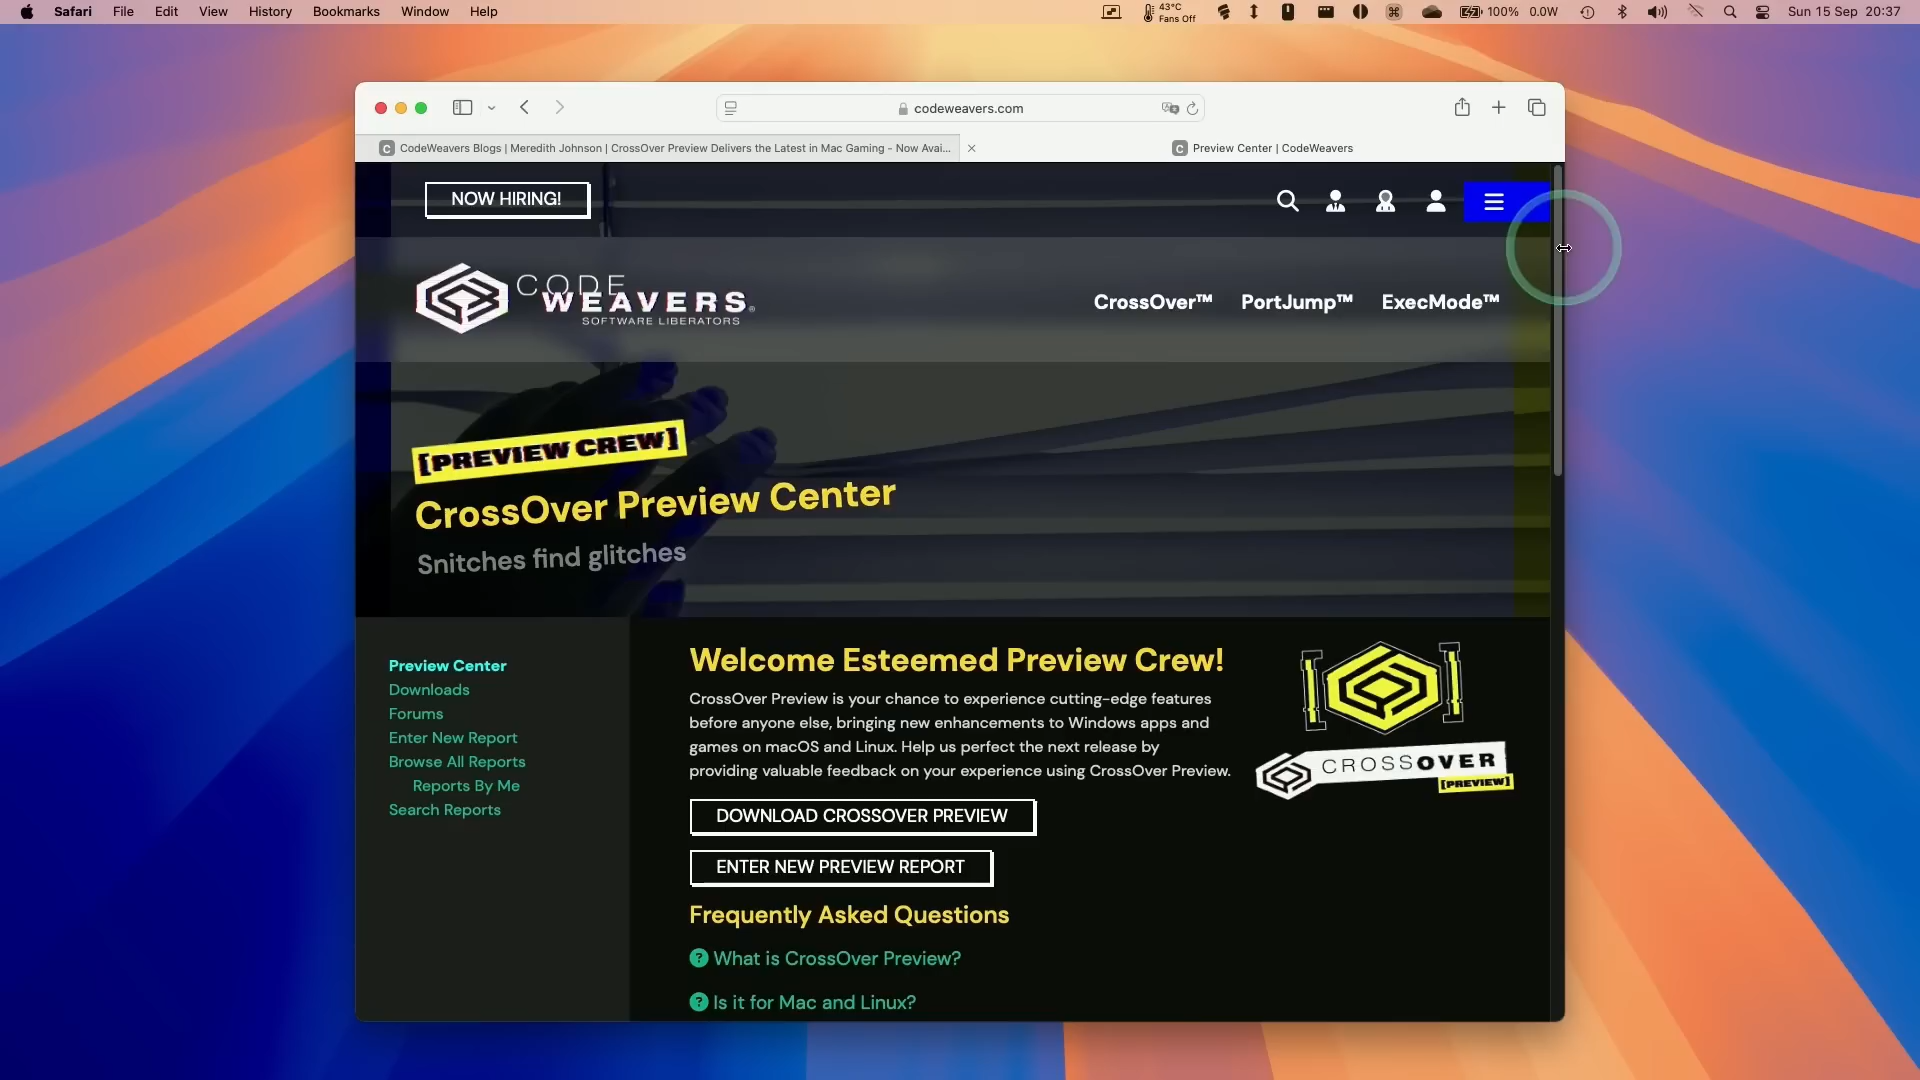 Safari File Edit View History Bookmarks Window Help 43°C Fans Off 100% 0.0W Sun 15 Sep 20:37
codeweavers.com
CodeWeavers Blogs | Meredith Johnson | CrossOver Preview Delivers the Latest in Mac Gaming - Now Avai...
Preview Center | CodeWeavers
NOW HIRING!
CODE
WEAVERS®
SOFTWARE LIBERATORS
CrossOver™ PortJump™ ExecMode™
[PREVIEW CREW]
CrossOver Preview Center
Snitches find glitches
Preview Center
Downloads
Forums
Enter New Report
Browse All Reports
Reports By Me
Search Reports
Welcome Esteemed Preview Crew!
CrossOver Preview is your chance to experience cutting-edge features
before anyone else, bringing new enhancements to Windows apps and
games on macOS and Linux. Help us perfect the next release by
providing valuable feedback on your experience using CrossOver Preview.
CROSSOVER
[PREVIEW]
DOWNLOAD CROSSOVER PREVIEW
ENTER NEW PREVIEW REPORT
Frequently Asked Questions
What is CrossOver Preview?
Is it for Mac and Linux?